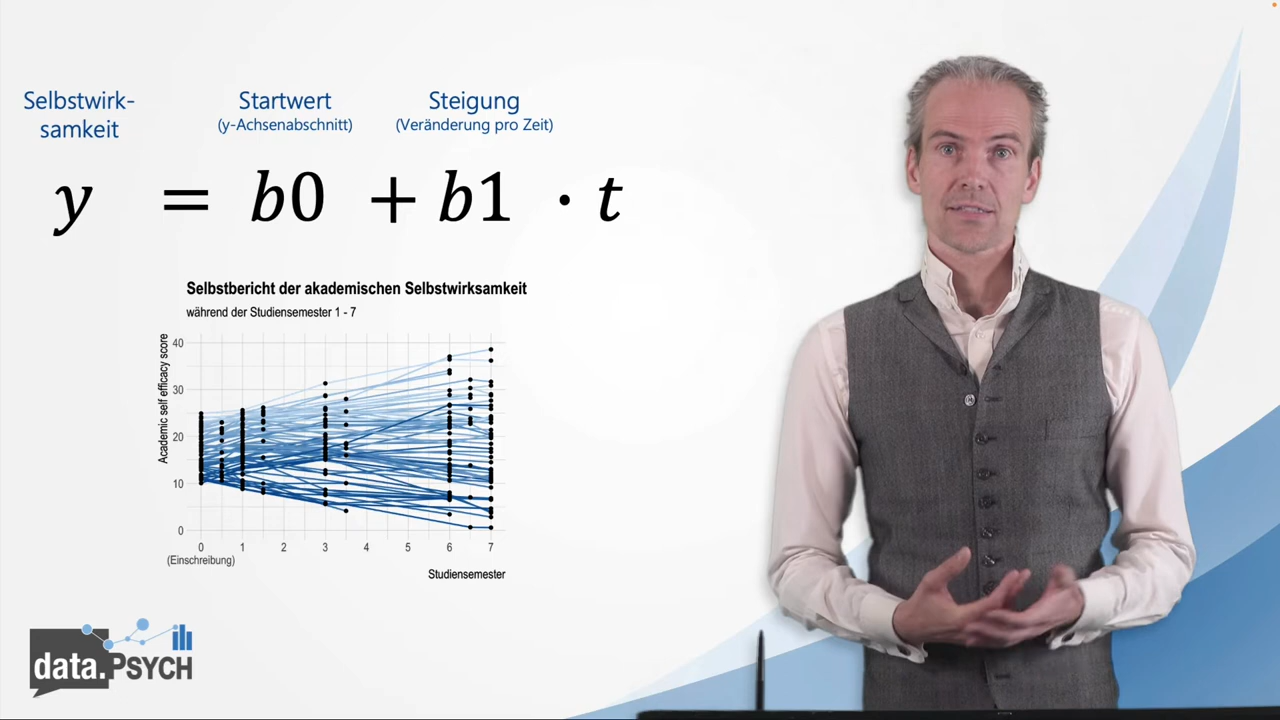 Selbstwirk-
samkeit
Startwert
(y-Achsenabschnitt)
Steigung
(Veränderung pro Zeit)
y = b0 + b1 · t
Selbstbericht der akademischen Selbstwirksamkeit
während der Studiensemester 1 - 7
Academic self efficacy score
40
30
20
10
0
0 1 2 3 4 5 6 7
(Einschreibung)
Studiensemester
data.PSYCH